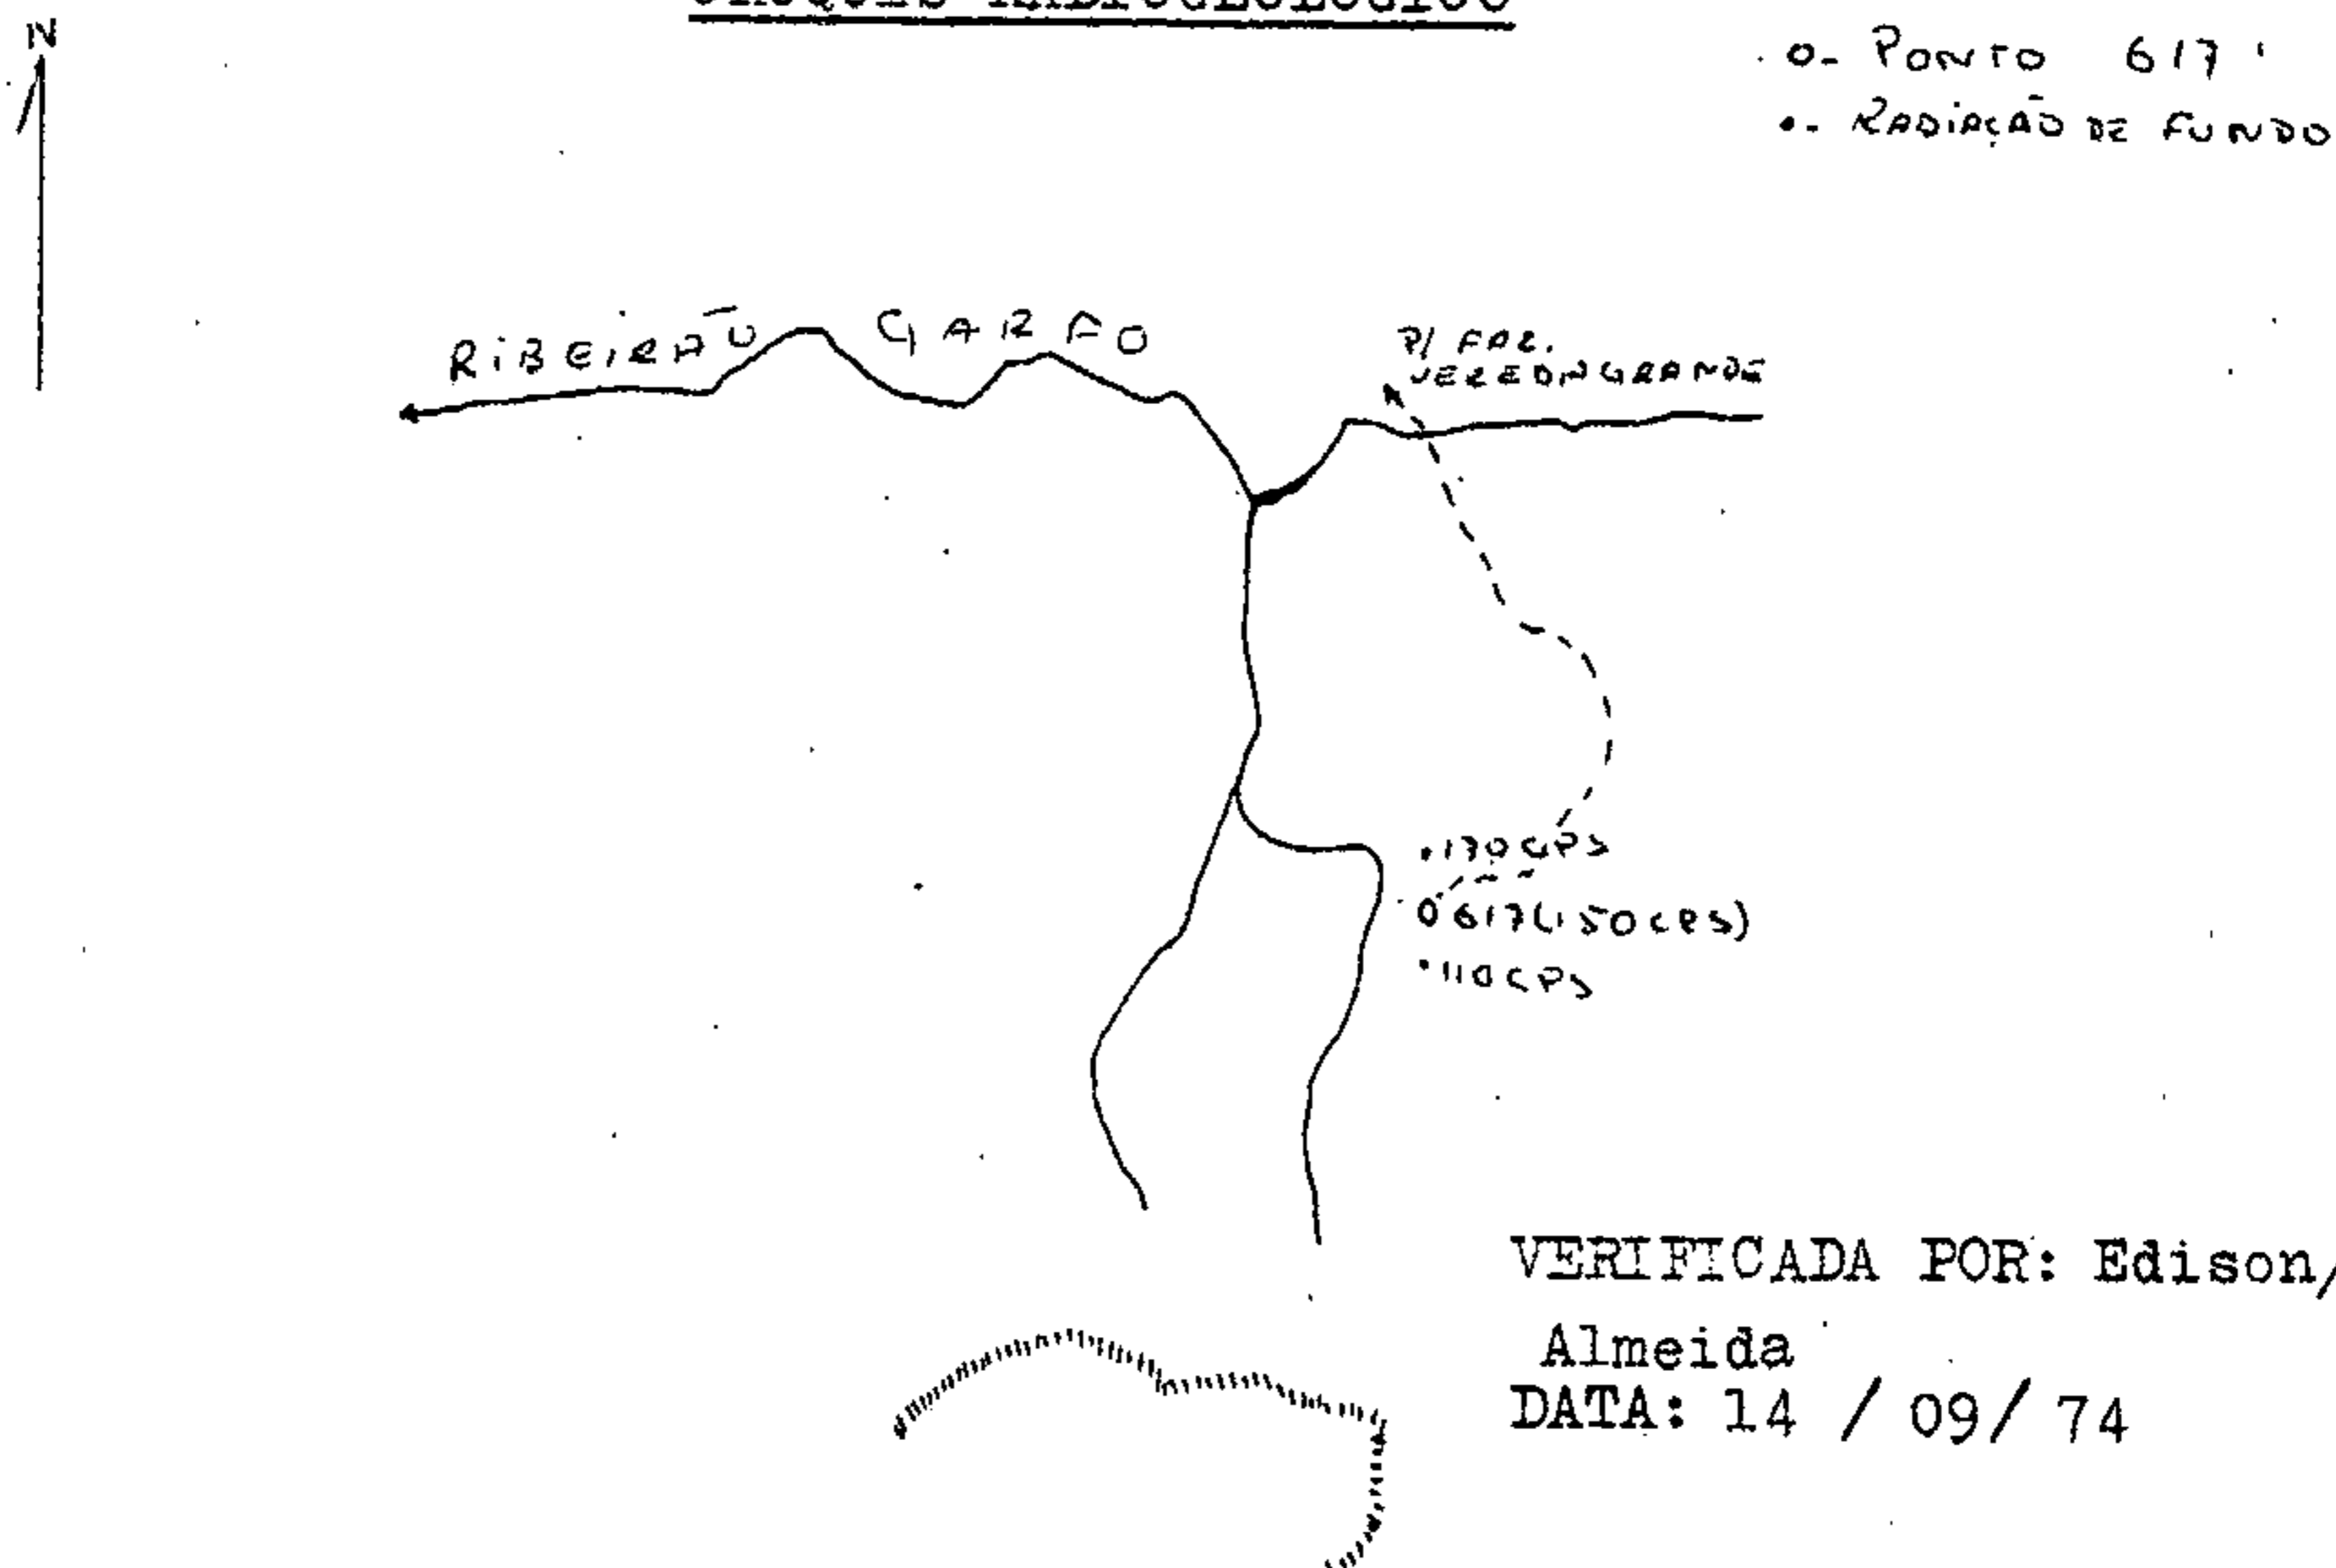 N
o- PONTO 617
•- RADIAÇÃO DE FUNDO
RIBEIRÃO GARFO
P/ FAZ.
VEREDA GRANDE
.130 CPS
0617 (150 CPS)
.110 CPS
VERIFICADA POR: Edison/
Almeida
DATA: 14 / 09/ 74